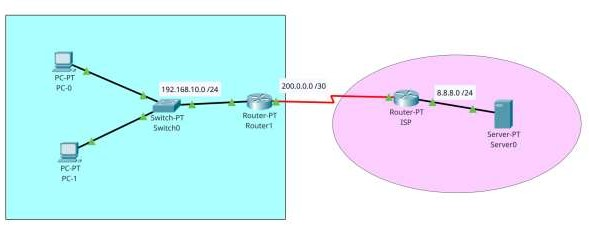 PC-PT
PC-0
192.168.10.0 /24
200.0.0.0 /30
8.8.8.0 /24
Switch-PT
Switch0
Router-PT
Router1
Router-PT
ISP
Server-PT
Server0
PC-PT
PC-1